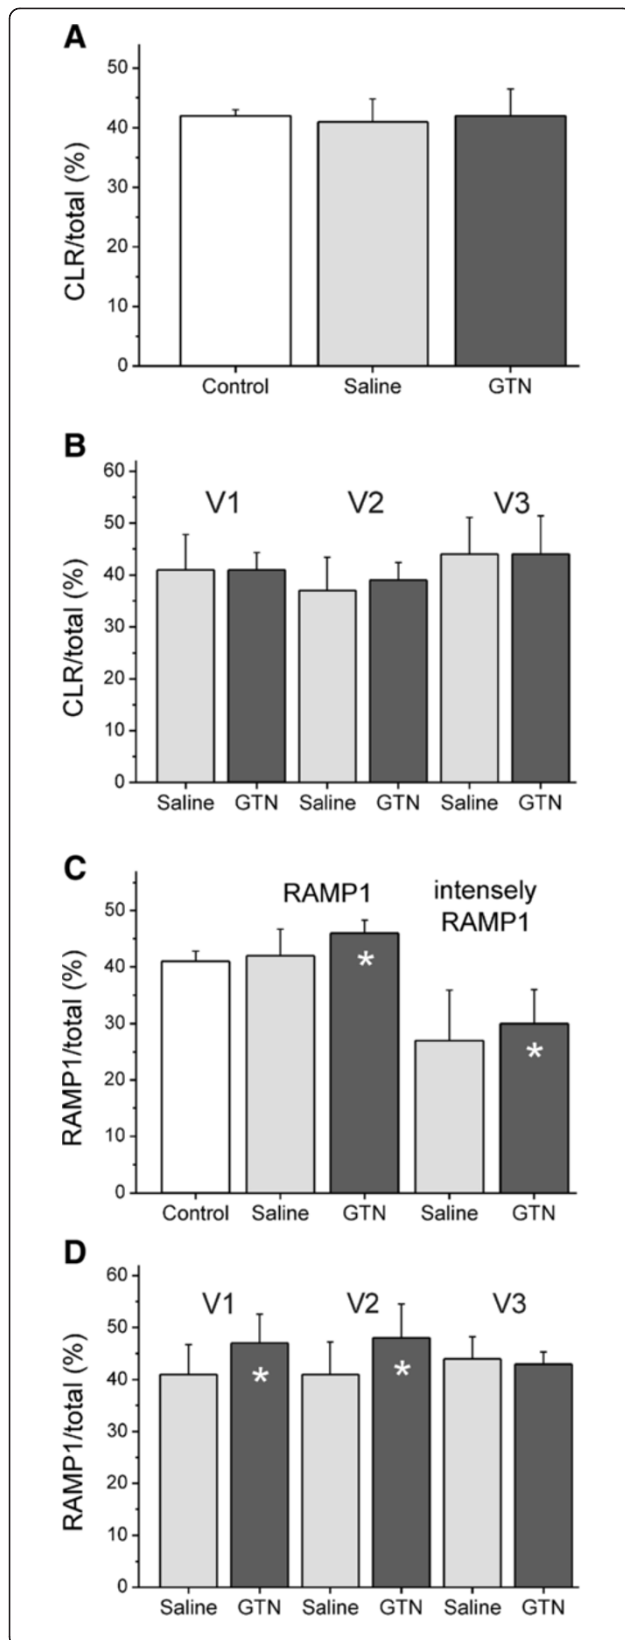 A
CLR/total (%)
50
40
30
20
10
0
Control Saline GTN
B
CLR/total (%)
V1 V2 V3
60
50
40
30
20
10
0
Saline GTN Saline GTN Saline GTN
C
RAMP1/total (%)
RAMP1
intensely
RAMP1
50
40
30
20
10
0
* *
Control Saline GTN Saline GTN
D
RAMP1/total (%)
V1 V2 V3
60
50
40
30
20
10
0
* *
Saline GTN Saline GTN Saline GTN